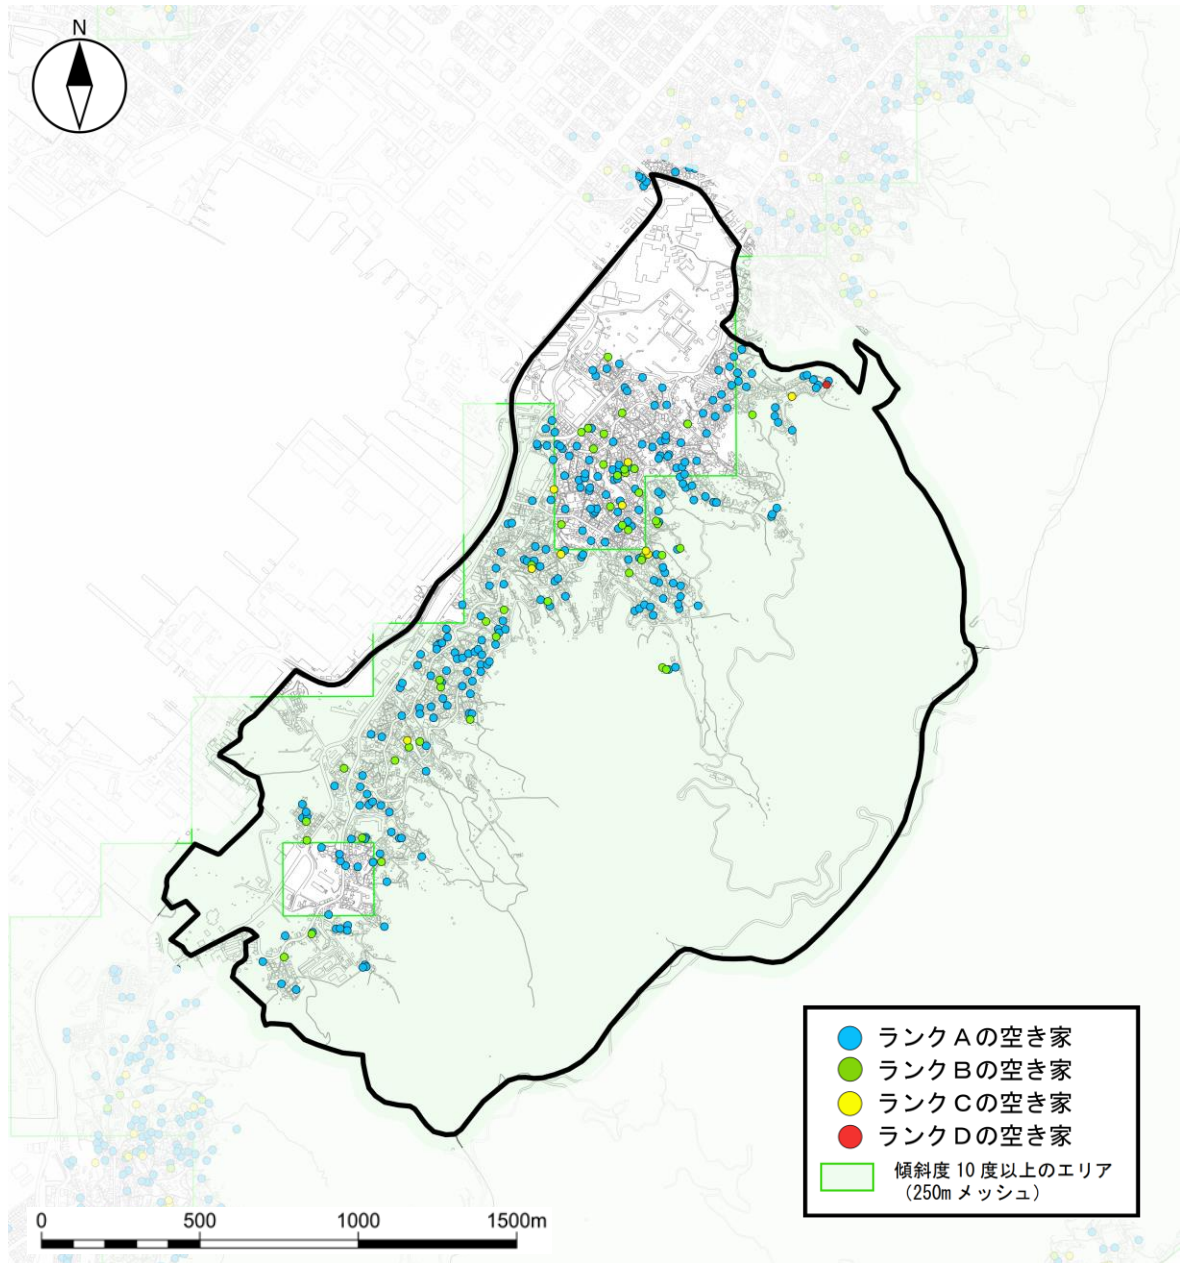 N
ランクＡの空き家
ランクＢの空き家
ランクＣの空き家
ランクＤの空き家
傾斜度 10 度以上のエリア
（250m メッシュ）
0 500 1000 1500m